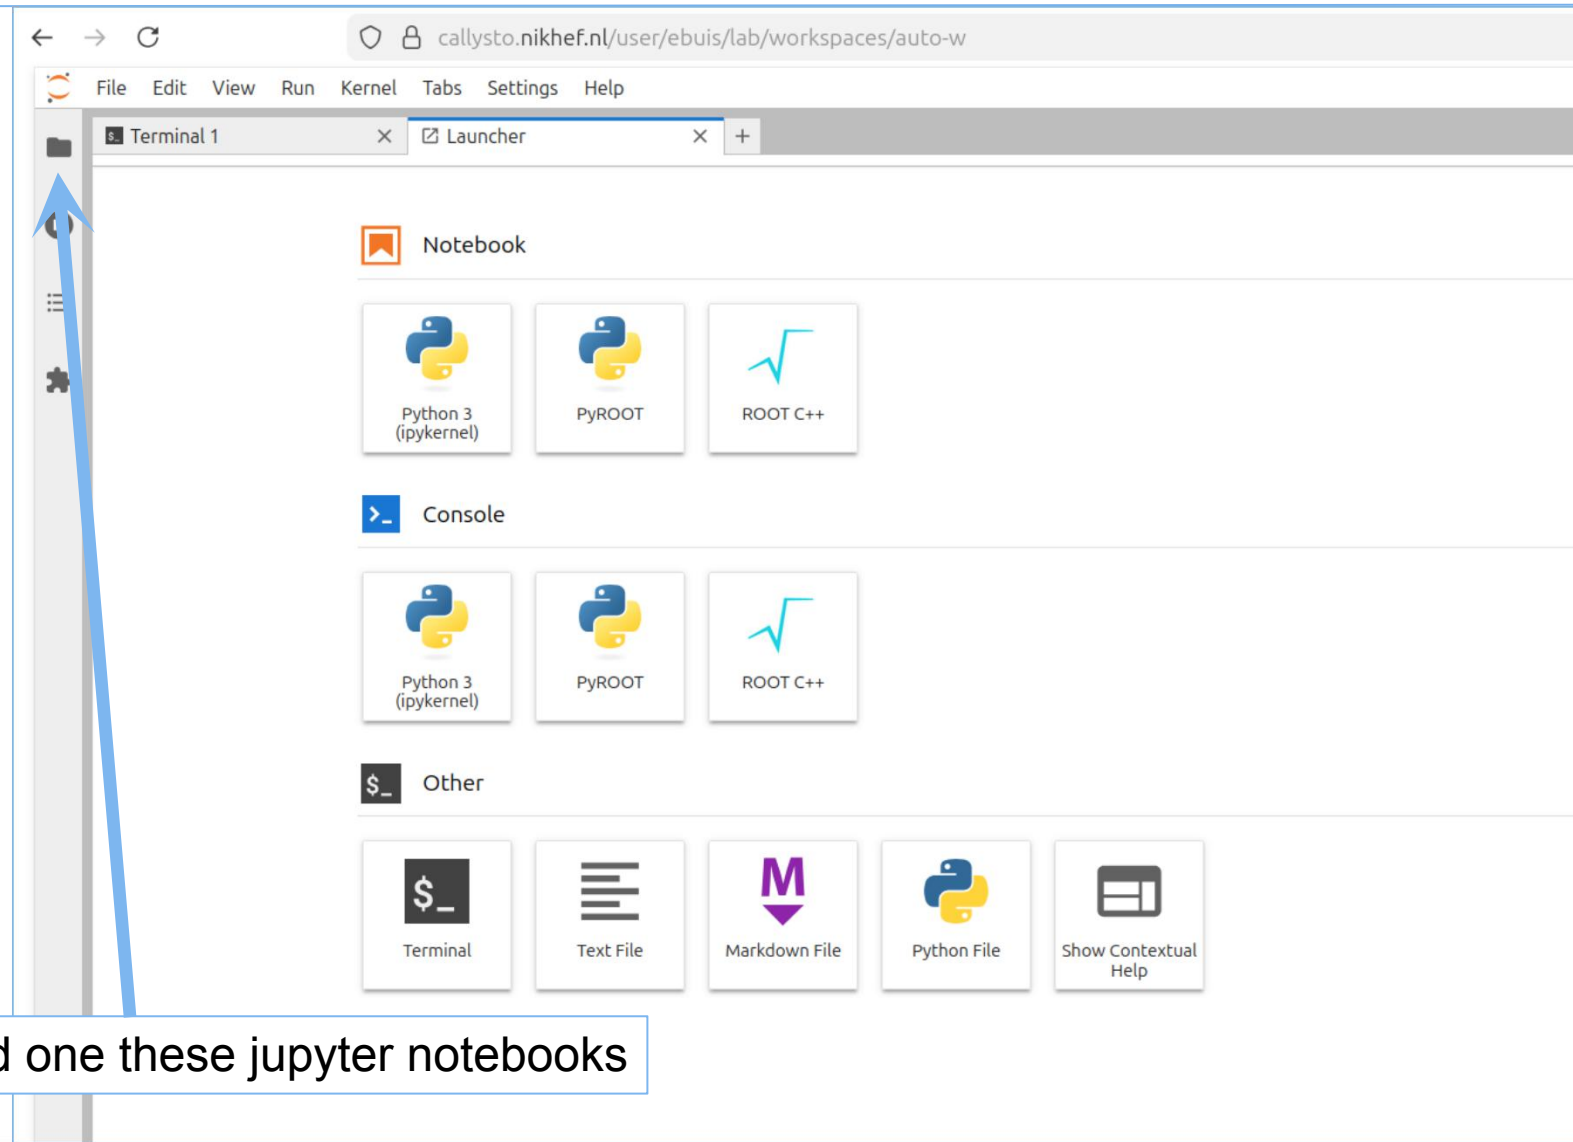 callysto.nikhef.nl/user/ebuis/lab/workspaces/auto-w
File Edit View Run Kernel Tabs Settings Help
$_ Terminal 1 Launcher
Notebook
Python 3
(ipykernel)
PyROOT
ROOT C++
>_ Console
Python 3
(ipykernel)
PyROOT
ROOT C++
$_ Other
$_
Terminal
Text File
M
Markdown File
Python File
Show Contextual
Help
one these jupyter notebooks